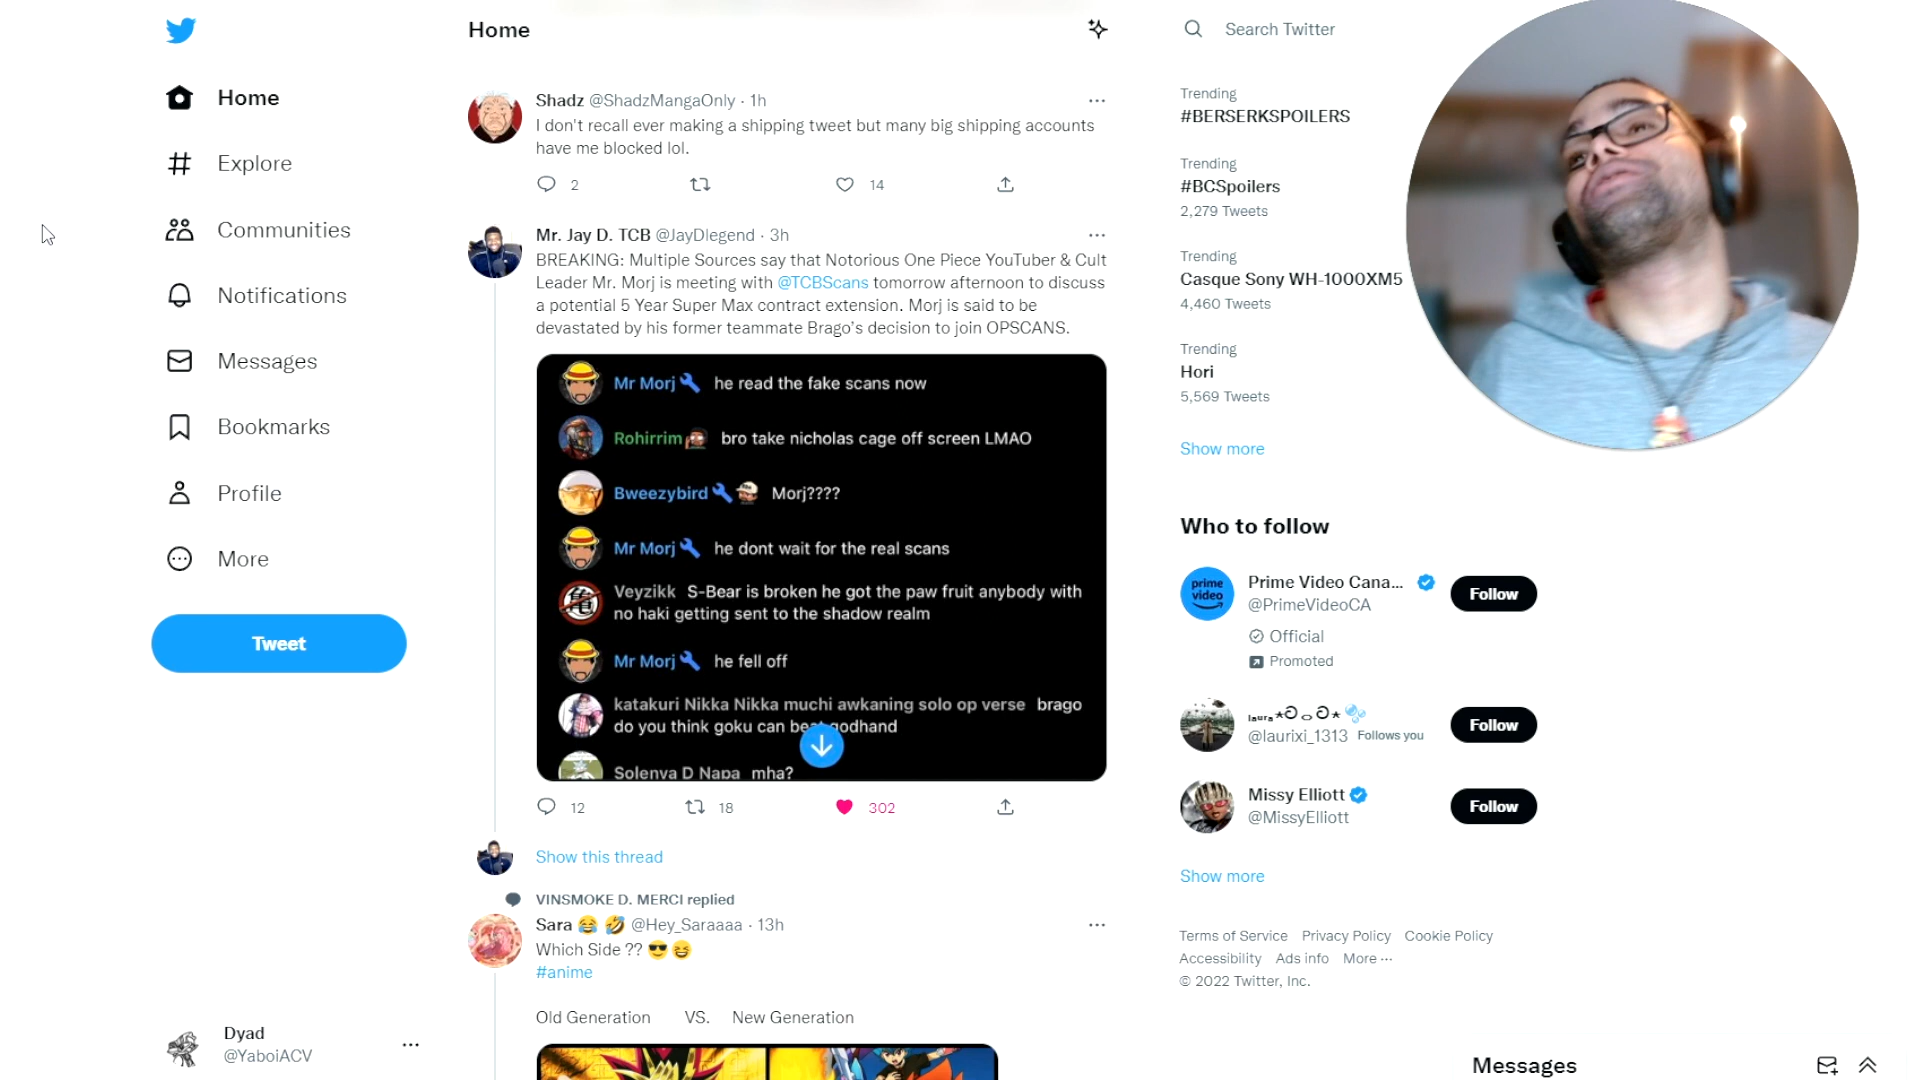 Home
Search Twitter
Home
Explore
Communities
Notifications
Messages
Bookmarks
Profile
More
Tweet
Dyad
@YaboiACV
Shadz @ShadzMangaOnly · 1h
I don't recall ever making a shipping tweet but many big shipping accounts
have me blocked lol.
2
14
Mr. Jay D. TCB @JayDlegend · 3h
BREAKING: Multiple Sources say that Notorious One Piece YouTuber & Cult
Leader Mr. Morj is meeting with @TCBScans tomorrow afternoon to discuss
a potential 5 Year Super Max contract extension. Morj is said to be
devastated by his former teammate Brago's decision to join OPSCANS.
Mr Morj he read the fake scans now
Rohirrim bro take nicholas cage off screen LMAO
Bweezybird Morj????
Mr Morj he dont wait for the real scans
Veyzikk S-Bear is broken he got the paw fruit anybody with
no haki getting sent to the shadow realm
Mr Morj he fell off
katakuri Nikka Nikka muchi awkaning solo op verse brago
do you think goku can beat godhand
Solenya D Napa mha?
12
18
302
Show this thread
VINSMOKE D. MERCI replied
Sara 😂 🤣 @Hey_Saraaaa · 13h
Which Side ?? 😎 😆
#anime
Old Generation VS. New Generation
Trending
#BERSERKSPOILERS
Trending
#BCSpoilers
2,279 Tweets
Trending
Casque Sony WH-1000XM5
4,460 Tweets
Trending
Hori
5,569 Tweets
Show more
Who to follow
prime
video
Prime Video Cana...
@PrimeVideoCA
Official
Promoted
Follow
@laurixi_1313 Follows you
Follow
Missy Elliott
@MissyElliott
Follow
Show more
Terms of Service Privacy Policy Cookie Policy
Accessibility Ads info More ···
© 2022 Twitter, Inc.
Messages